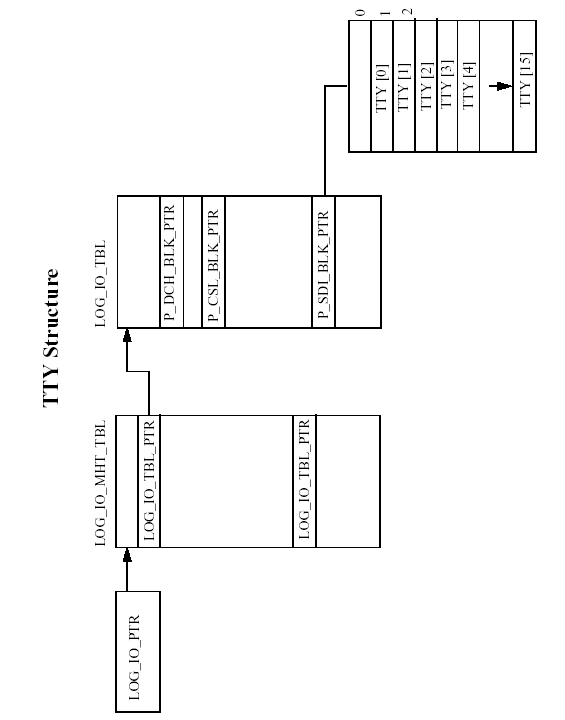 TTY Structure
LOG_IO_PTR
LOG_IO_MHT_TBL
LOG_IO_TBL_PTR
LOG_IO_TBL_PTR
LOG_IO_TBL
P_DCH_BLK_PTR
P_CSL_BLK_PTR
P_SDI_BLK_PTR
0
1
2
TTY [0]
TTY [1]
TTY [2]
TTY [3]
TTY [4]
TTY [15]